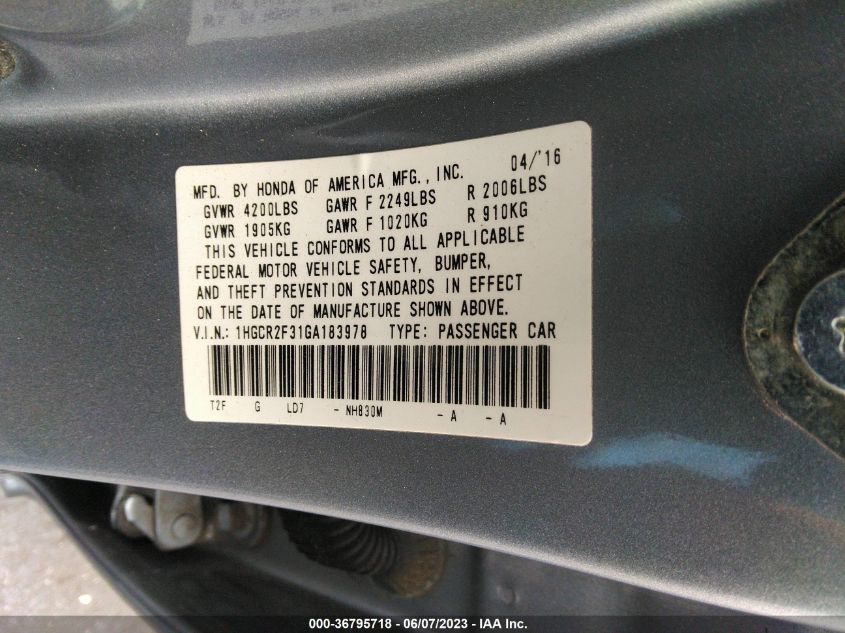 MFD. BY HONDA OF AMERICA MFG., INC. 04/'16
GVWR 4200LBS GAWR F 2249LBS R 2006LBS
GVWR 1905KG GAWR F 1020KG R 910KG
THIS VEHICLE CONFORMS TO ALL APPLICABLE
FEDERAL MOTOR VEHICLE SAFETY, BUMPER,
AND THEFT PREVENTION STANDARDS IN EFFECT
ON THE DATE OF MANUFACTURE SHOWN ABOVE.
V.I.N.: 1HGCR2F31GA183978 TYPE: PASSENGER CAR
T2F G LD7 - NH830M - A - A
000-36795718 - 06/07/2023 - IAA Inc.